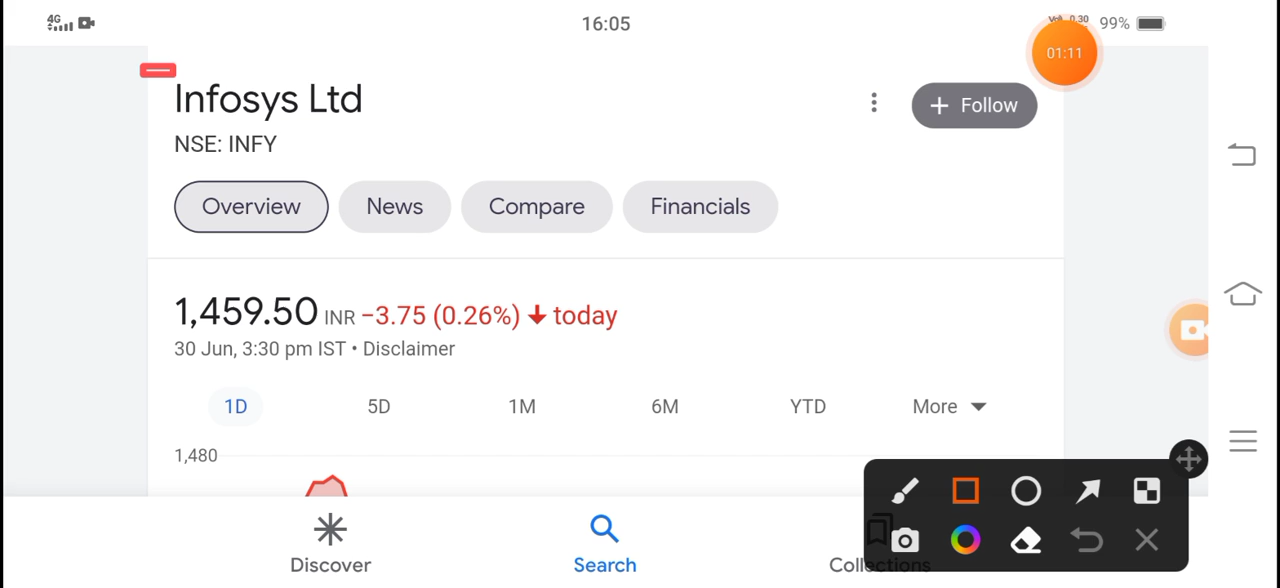 4G 16:05 0.30 99%
01:11
Infosys Ltd
+ Follow
NSE: INFY
Overview News Compare Financials
1,459.50 INR −3.75 (0.26%) ↓ today
30 Jun, 3:30 pm IST • Disclaimer
1D 5D 1M 6M YTD More
1,480
Discover Search Collections